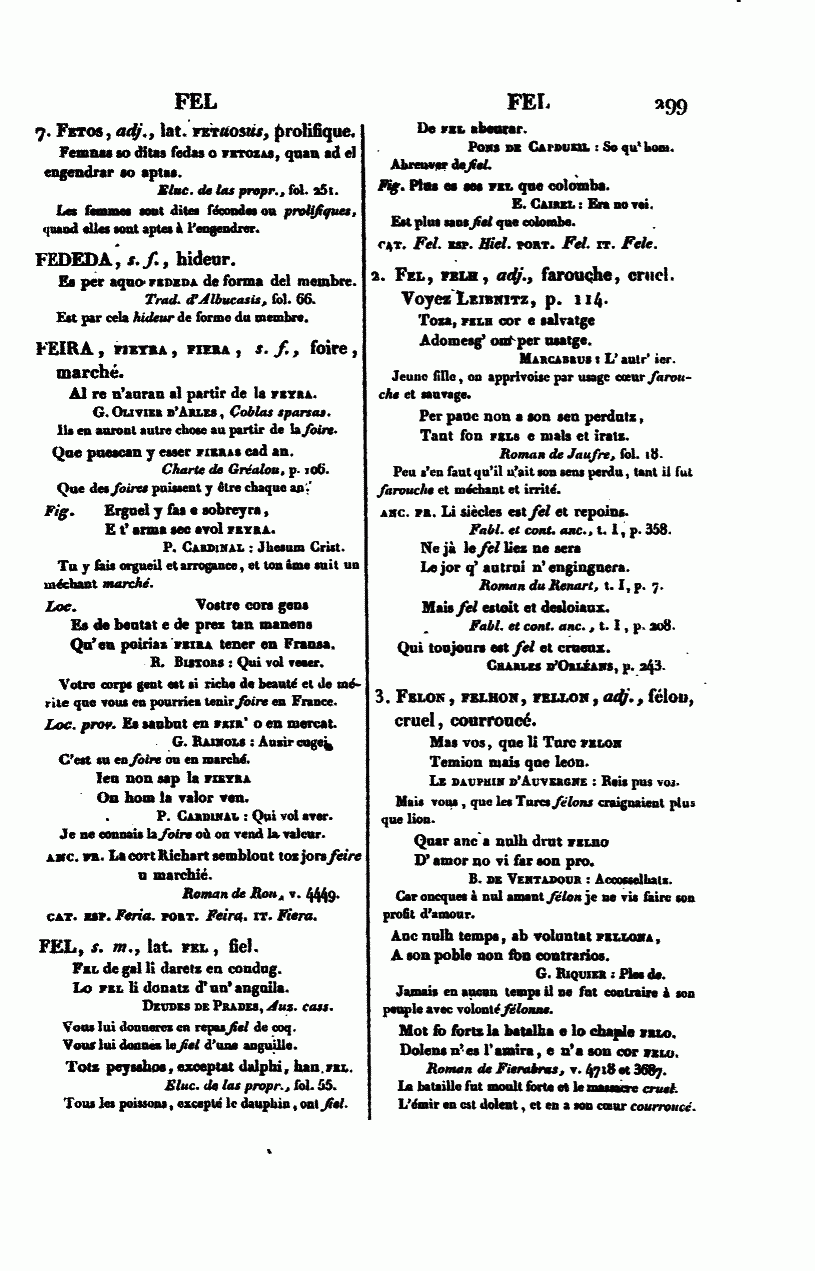 FEL
FEL 299
7. Fetos, adj., lat. fetuosus, prolifique.
Femnas so ditas fedas o fetozas, quan ad el
engendrar so aptas.
Eluc. de las propr., fol. 251.
Les femmes sont dites fécondes ou prolifiques,
quand elles sont aptes à l'engendrer.
FEDEDA, s. f., hideur.
Es per aquo fededa de forma del membre.
Trad. d'Albucasis, fol. 66.
Est par cela hideur de forme du membre.
FEIRA, fieyra, fiera, s. f., foire,
marché.
Al re n'auran al partir de la feyra.
G. Olivier d'Arles, Coblas sparsas.
Ils en auront autre chose au partir de la foire.
Que puescan y esser fieras cad an.
Charte de Gréalou, p. 106.
Que des foires puissent y être chaque an.
Fig. Erguel y fas e sobreyra,
E t'arma sec avol feyra.
P. Cardinal : Jhesum Crist.
Tu y fais orgueil et arrogance, et ton âme suit un
méchant marché.
Loc. Vostre cors gens
Es de beutat e de prez tan manens
Qu'en poirias feira tener en Fransa.
R. Bistors : Qui vol vezer.
Votre corps gent est si riche de beauté et de mé-
rite que vous en pourriez tenir foire en France.
Loc. prov. Es saubut en feir' o en mercat.
G. Rainols : Auzir cugei.
C'est su en foire ou en marché.
Ieu non sap la fieyra
On hom la valor ven.
P. Cardinal : Qui vol aver.
Je ne connais la foire où on vend la valeur.
anc. fr. La cort Richart semblout toz jors feire
u marchié.
Roman de Rou, v. 4449.
cat. esp. Feria. port. Feira. it. Fiera.
FEL, s. m., lat. fel, fiel.
Fel de gal li daretz en condug.
Lo fel li donatz d'un'anguila.
Deudes de Prades, Aus. cass.
Vous lui donnerez en repas fiel de coq.
Vous lui donnez le fiel d'une anguille.
Totz peyshos, exceptat dalphi, han fel.
Eluc. de las propr., fol. 55.
Tous les poissons, excepté le dauphin, ont fiel.
De fel abeurar.
Pons de Capdueil : So qu'hom.
Abreuver de fiel.
Fig. Plus es ses fel que colomba.
E. Cairel : Era no vei.
Est plus sans fiel que colombe.
cat. Fel. esp. Hiel. port. Fel. it. Fele.
2. Fel, felh, adj., farouche, cruel.
Voyez Leibnitz, p. 114.
Toza, felh cor e salvatge
Adomesg' om per usatge.
Marcabrus : L'autr'ier.
Jeune fille, on apprivoise par usage cœur farou-
che et sauvage.
Per pauc non a son sen perdutz,
Tant fon fels e mals et iratz.
Roman de Jaufre, fol. 18.
Peu s'en faut qu'il n'ait son sens perdu, tant il fut
farouche et méchant et irrité.
anc. fr. Li siècles est fel et repoins.
Fabl. et cont. anc., t. I, p. 358.
Ne jà le fel liez ne sera
Le jor q'autrui n'engingnera.
Roman du Renart, t. I, p. 7.
Mais fel estoit et desloiaux.
Fabl. et cont. anc., t. I, p. 208.
Qui toujours est fel et crueux.
Charles d'Orléans, p. 243.
3. Felon, felhon, fellon, adj., félon,
cruel, courroucé.
Mas vos, que li Turc felon
Temion mais que leon.
Le dauphin d'Auvergne : Reis pus vos.
Mais vous, que les Turcs félons craignaient plus
que lion.
Quar anc a nulh drut felho
D'amor no vi far son pro.
B. de Ventadour : Acosselhatz.
Car oncques à nul amant félon je ne vis faire son
profit d'amour.
Anc nulh temps, ab voluntat fellona,
A son poble non fon contrarios.
G. Riquier : Ples de.
Jamais en aucun temps il ne fut contraire à son
peuple avec volonté félonne.
Mot fo fortz la batalha e lo chaple felo.
Dolens n'es l'amira, e n'a son cor felo.
Roman de Fierabras, v. 4718 et 3687.
La bataille fut moult forte et le massacre cruel.
L'émir en est dolent, et en a son cœur courroucé.